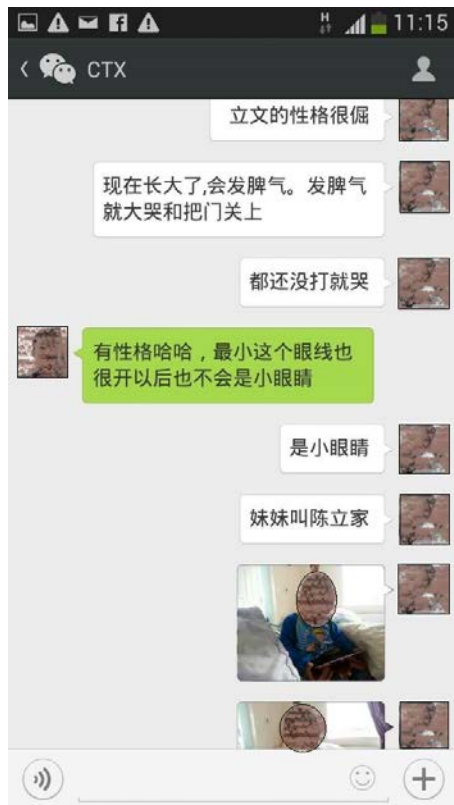 H
11:15
CTX
立文的性格很倔
现在长大了,会发脾气。发脾气
就大哭和把门关上
都还没打就哭
有性格哈哈，最小这个眼线也
很开以后也不会是小眼睛
是小眼睛
妹妹叫陈立家